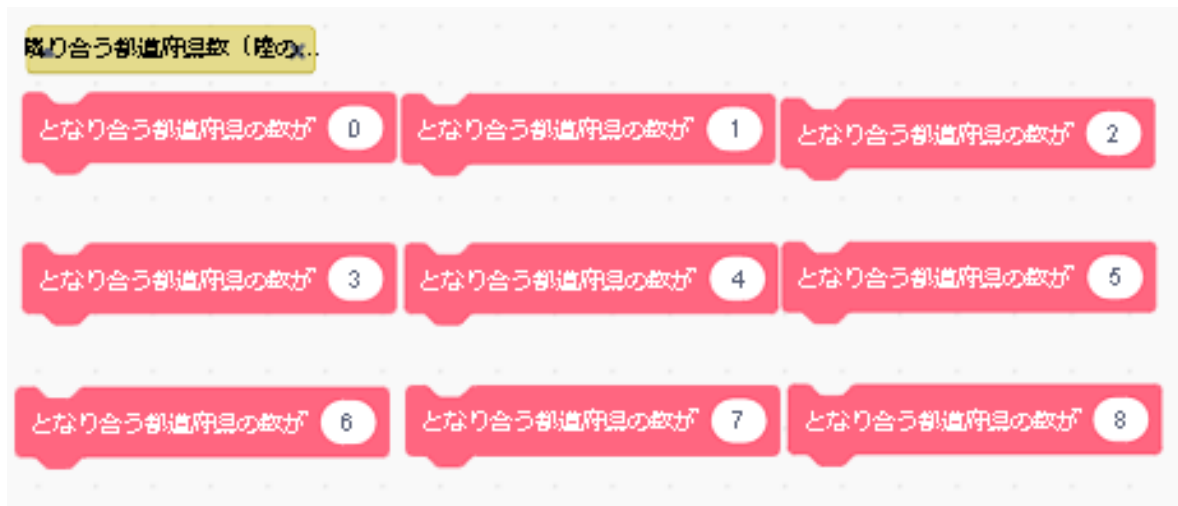 隣り合う都道府県数（陸の...
となり合う都道府県の数が 0
となり合う都道府県の数が 1
となり合う都道府県の数が 2
となり合う都道府県の数が 3
となり合う都道府県の数が 4
となり合う都道府県の数が 5
となり合う都道府県の数が 6
となり合う都道府県の数が 7
となり合う都道府県の数が 8